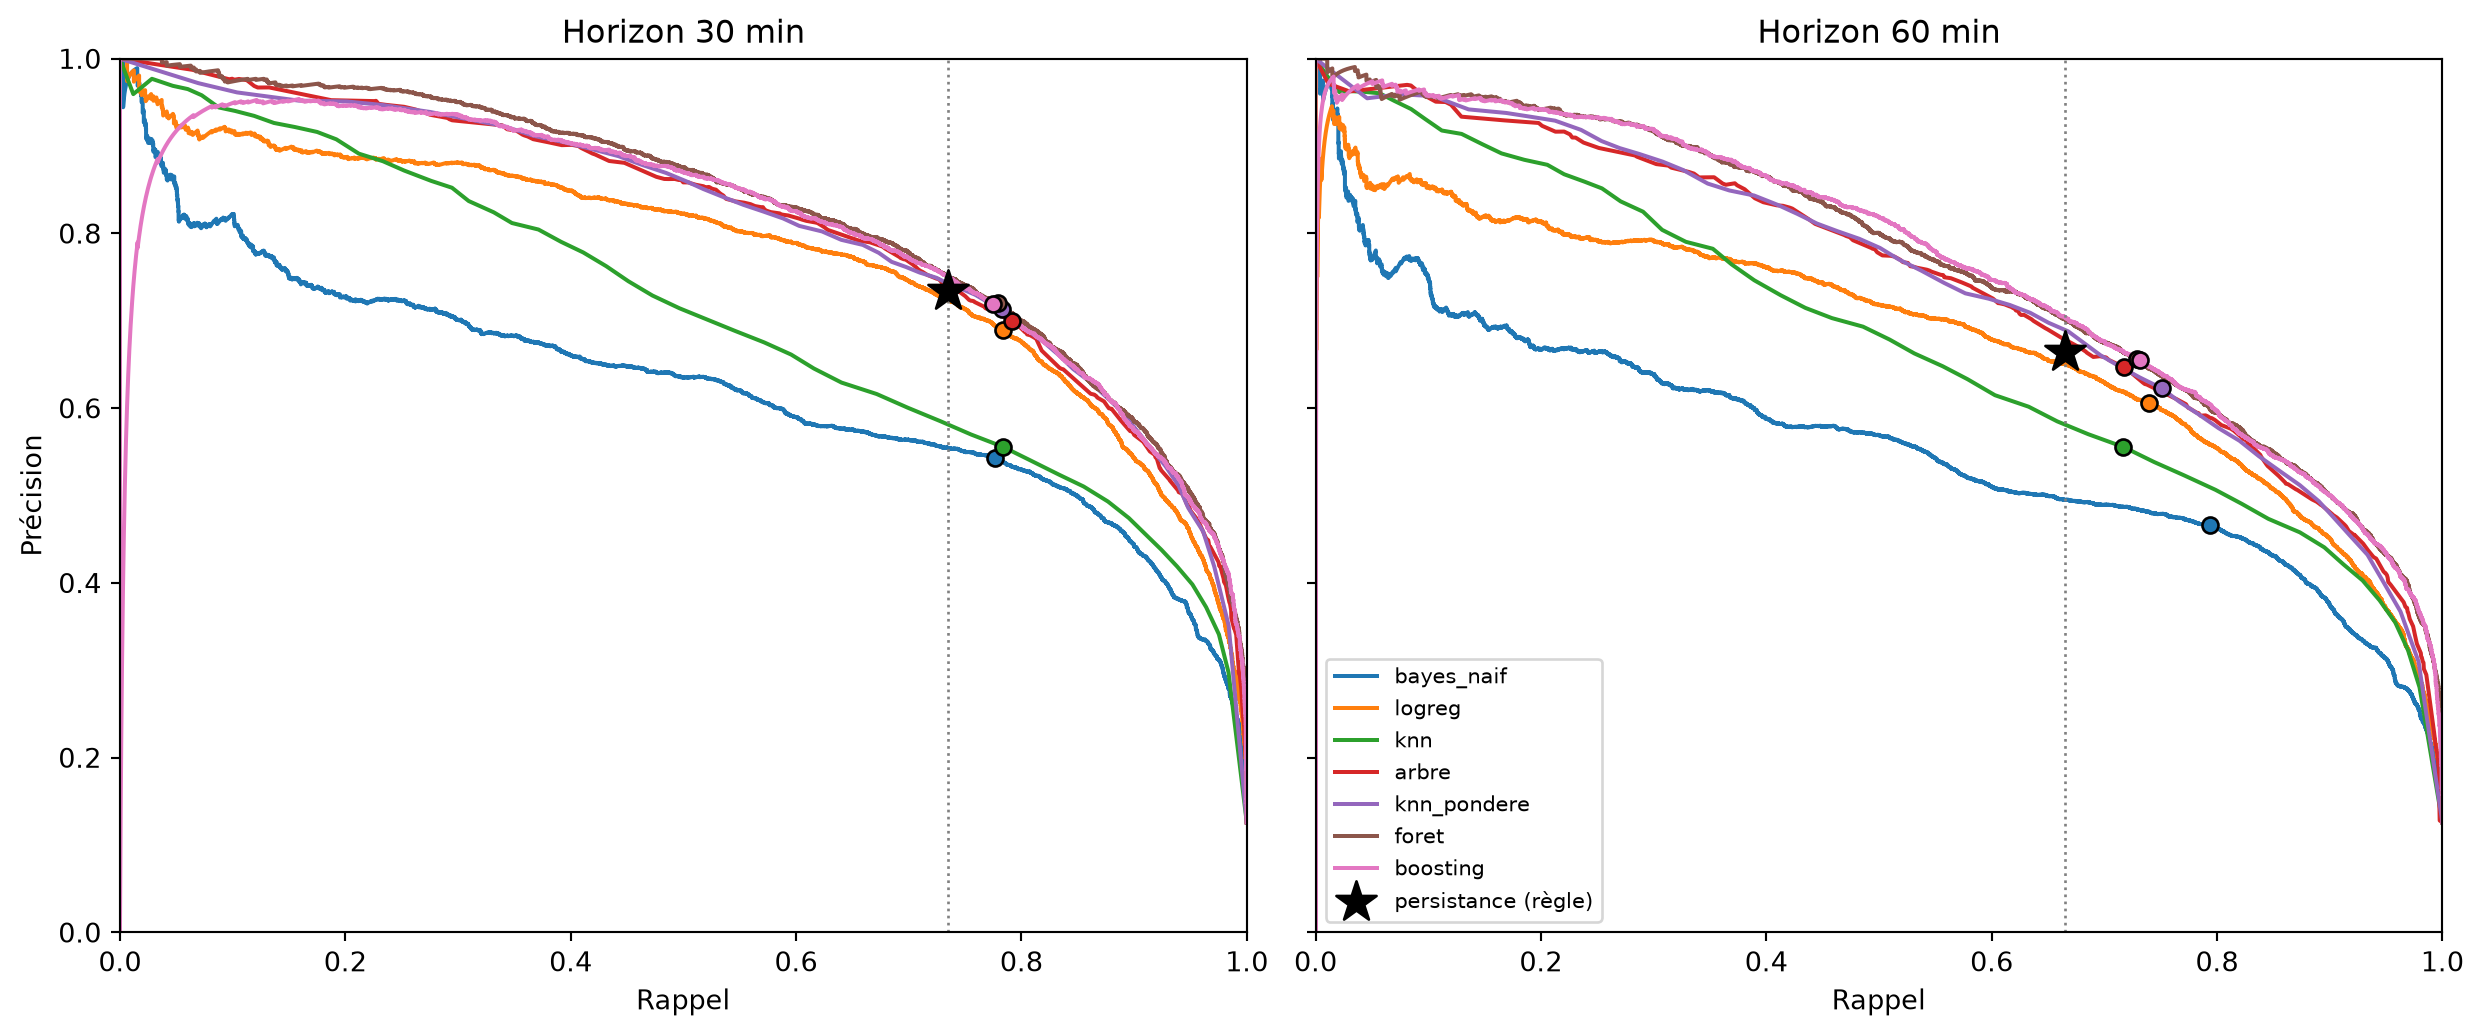 Horizon 30 min
Horizon 60 min
1.0
0.8
0.6
0.4
0.2
0.0
Précision
0.0 0.2 0.4 0.6 0.8 1.0
Rappel
bayes_naif
logreg
knn
arbre
knn_pondere
foret
boosting
persistance (règle)
0.0 0.2 0.4 0.6 0.8 1.0
Rappel